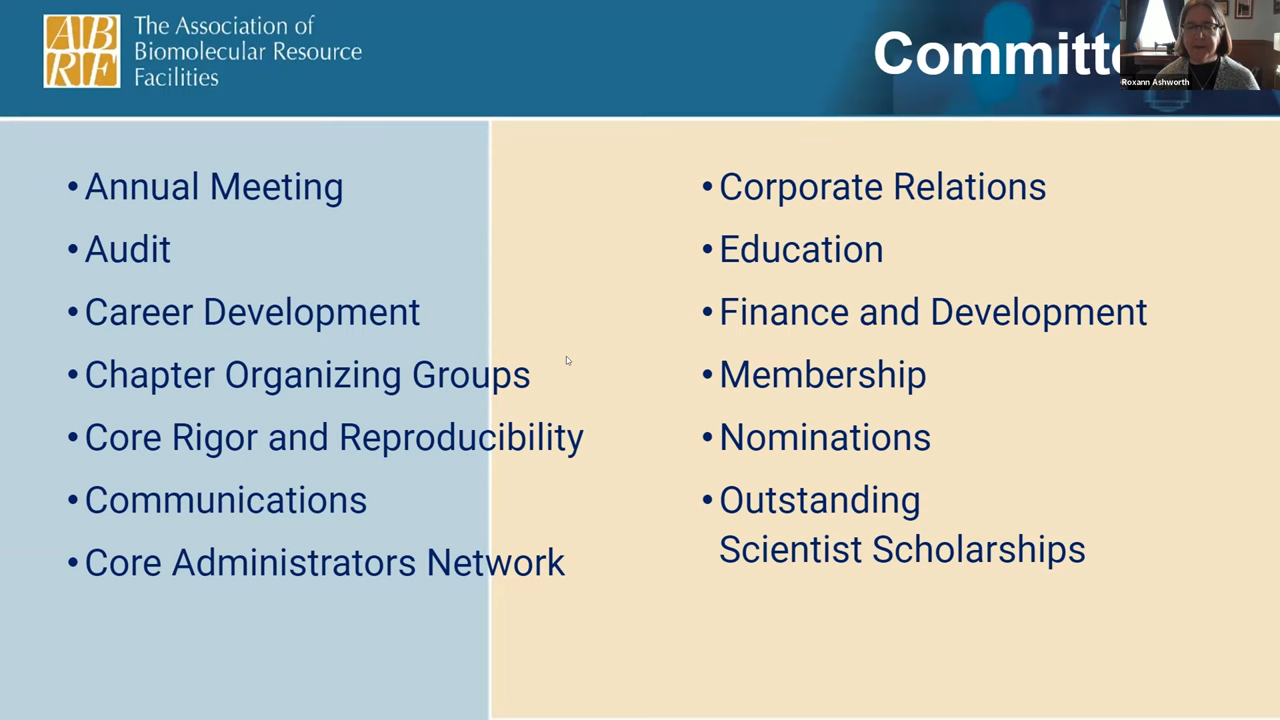 ABRF
The Association of
Biomolecular Resource
Facilities
Roxann Ashworth
• Annual Meeting
• Audit
• Career Development
• Chapter Organizing Groups
• Core Rigor and Reproducibility
• Communications
• Core Administrators Network
• Corporate Relations
• Education
• Finance and Development
• Membership
• Nominations
• Outstanding
Scientist Scholarships